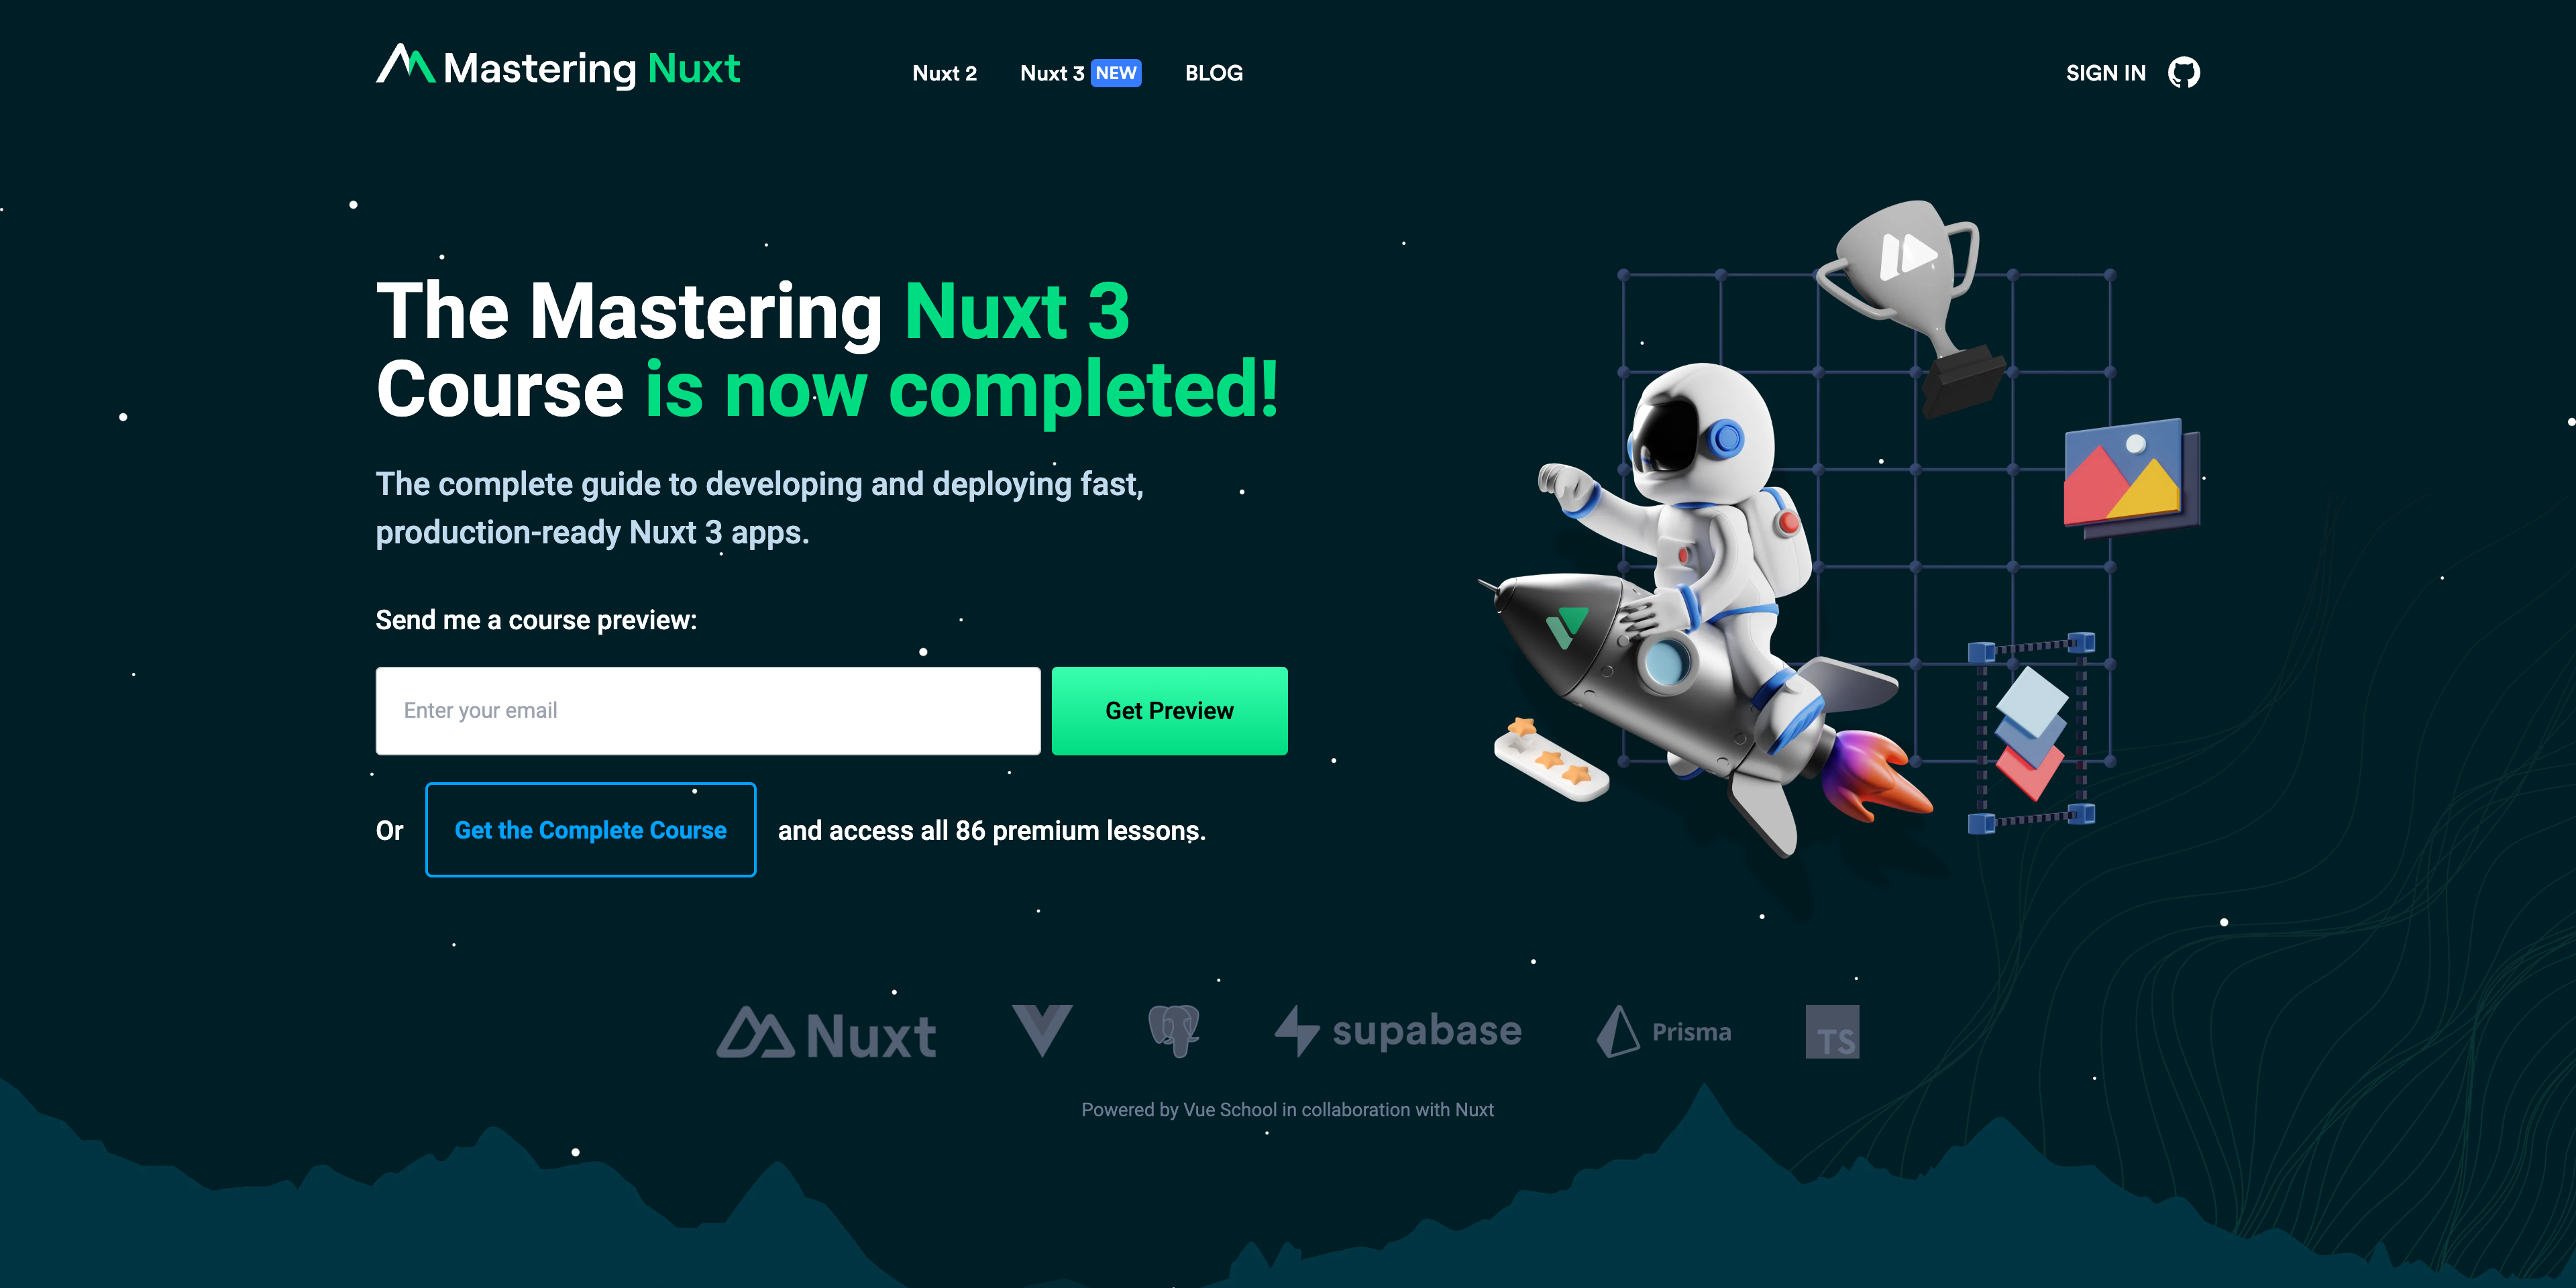 Mastering Nuxt
Nuxt 2
Nuxt 3 NEW
BLOG
SIGN IN
The Mastering Nuxt 3
Course is now completed!
The complete guide to developing and deploying fast,
production-ready Nuxt 3 apps.
Send me a course preview:
Enter your email
Get Preview
Or Get the Complete Course and access all 86 premium lessons.
Nuxt
supabase
Prisma
TS
Powered by Vue School in collaboration with Nuxt